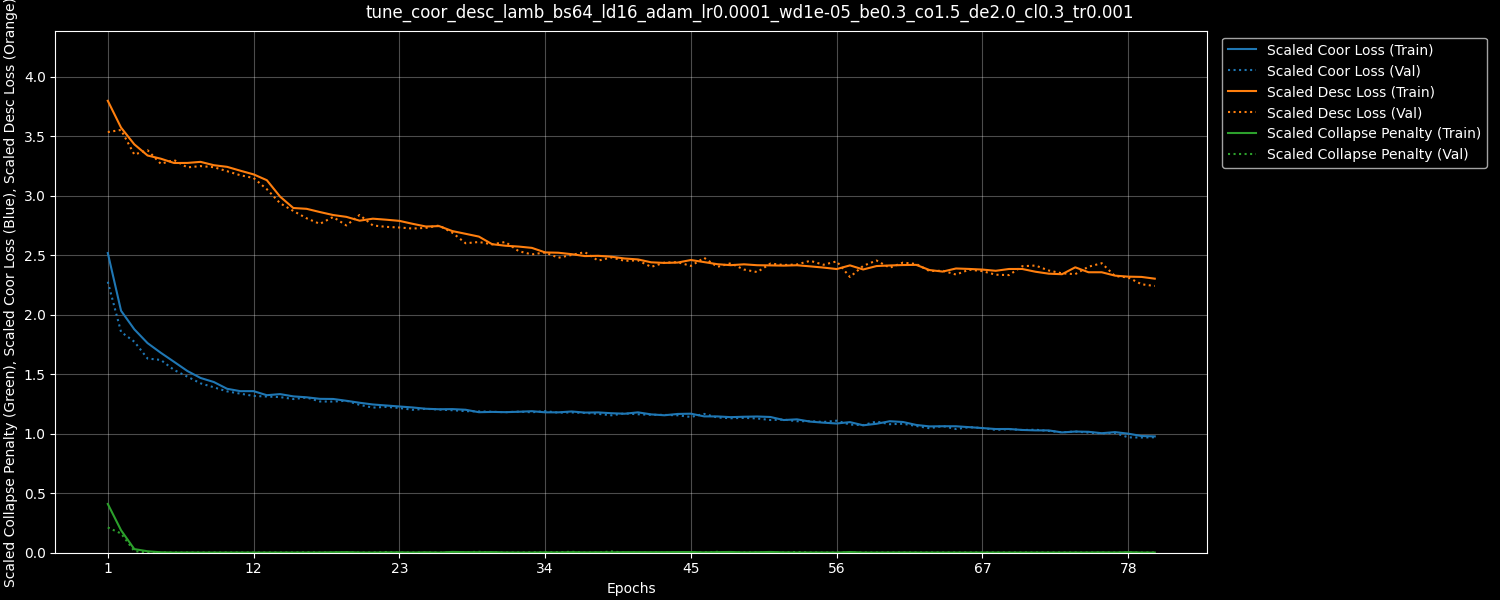 tune_coor_desc_lamb_bs64_ld16_adam_lr0.0001_wd1e-05_be0.3_co1.5_de2.0_cl0.3_tr0.001
Scaled Collapse Penalty (Green), Scaled Coor Loss (Blue), Scaled Desc Loss (Orange)
4.0
3.5
3.0
2.5
2.0
1.5
1.0
0.5
0.0
1 12 23 34 45 56 67 78
Epochs
Scaled Coor Loss (Train)
Scaled Coor Loss (Val)
Scaled Desc Loss (Train)
Scaled Desc Loss (Val)
Scaled Collapse Penalty (Train)
Scaled Collapse Penalty (Val)